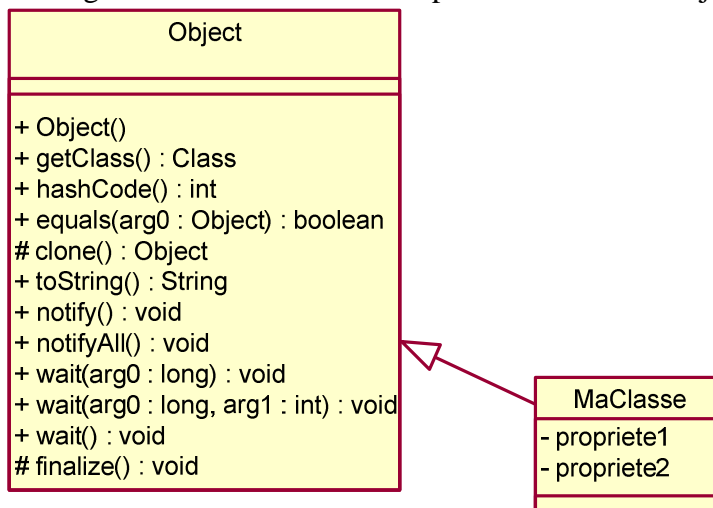 Object
+ Object()
+ getClass() : Class
+ hashCode() : int
+ equals(arg0 : Object) : boolean
# clone() : Object
+ toString() : String
+ notify() : void
+ notifyAll() : void
+ wait(arg0 : long) : void
+ wait(arg0 : long, arg1 : int) : void
+ wait() : void
# finalize() : void
MaClasse
- propriete1
- propriete2